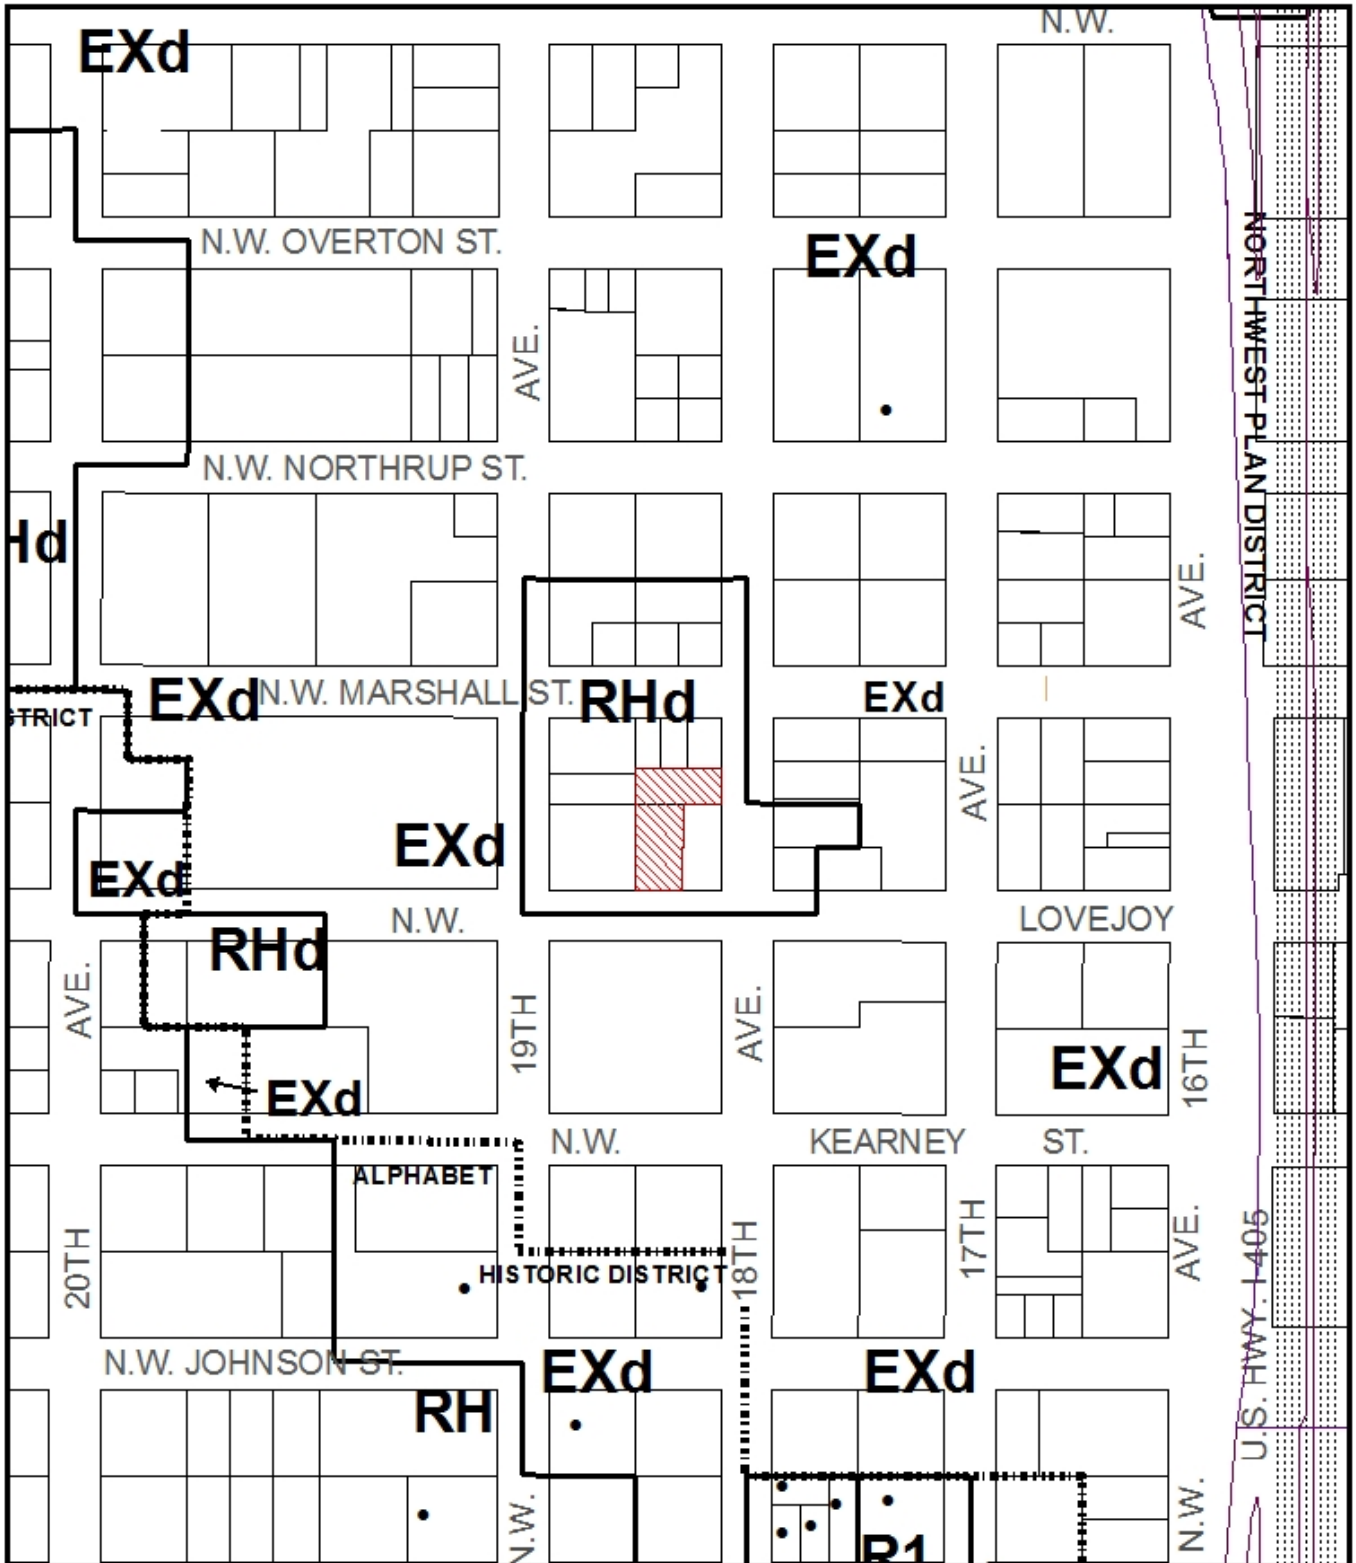 N.W.
EXd
N.W. OVERTON ST.
EXd
NORTHWEST PLAN DISTRICT
AVE.
N.W. NORTHRUP ST.
Hd
AVE.
STRICT
EXd
N.W. MARSHALL ST.
RHd
EXd
AVE.
EXd
EXd
N.W.
LOVEJOY
RHd
AVE.
19TH
AVE.
EXd
16TH
EXd
N.W.
KEARNEY
ST.
ALPHABET
20TH
HISTORIC DISTRICT
18TH
17TH
AVE.
U.S. HWY. I-405
N.W. JOHNSON ST.
EXd
EXd
RH
N.W.
N.W.
R1